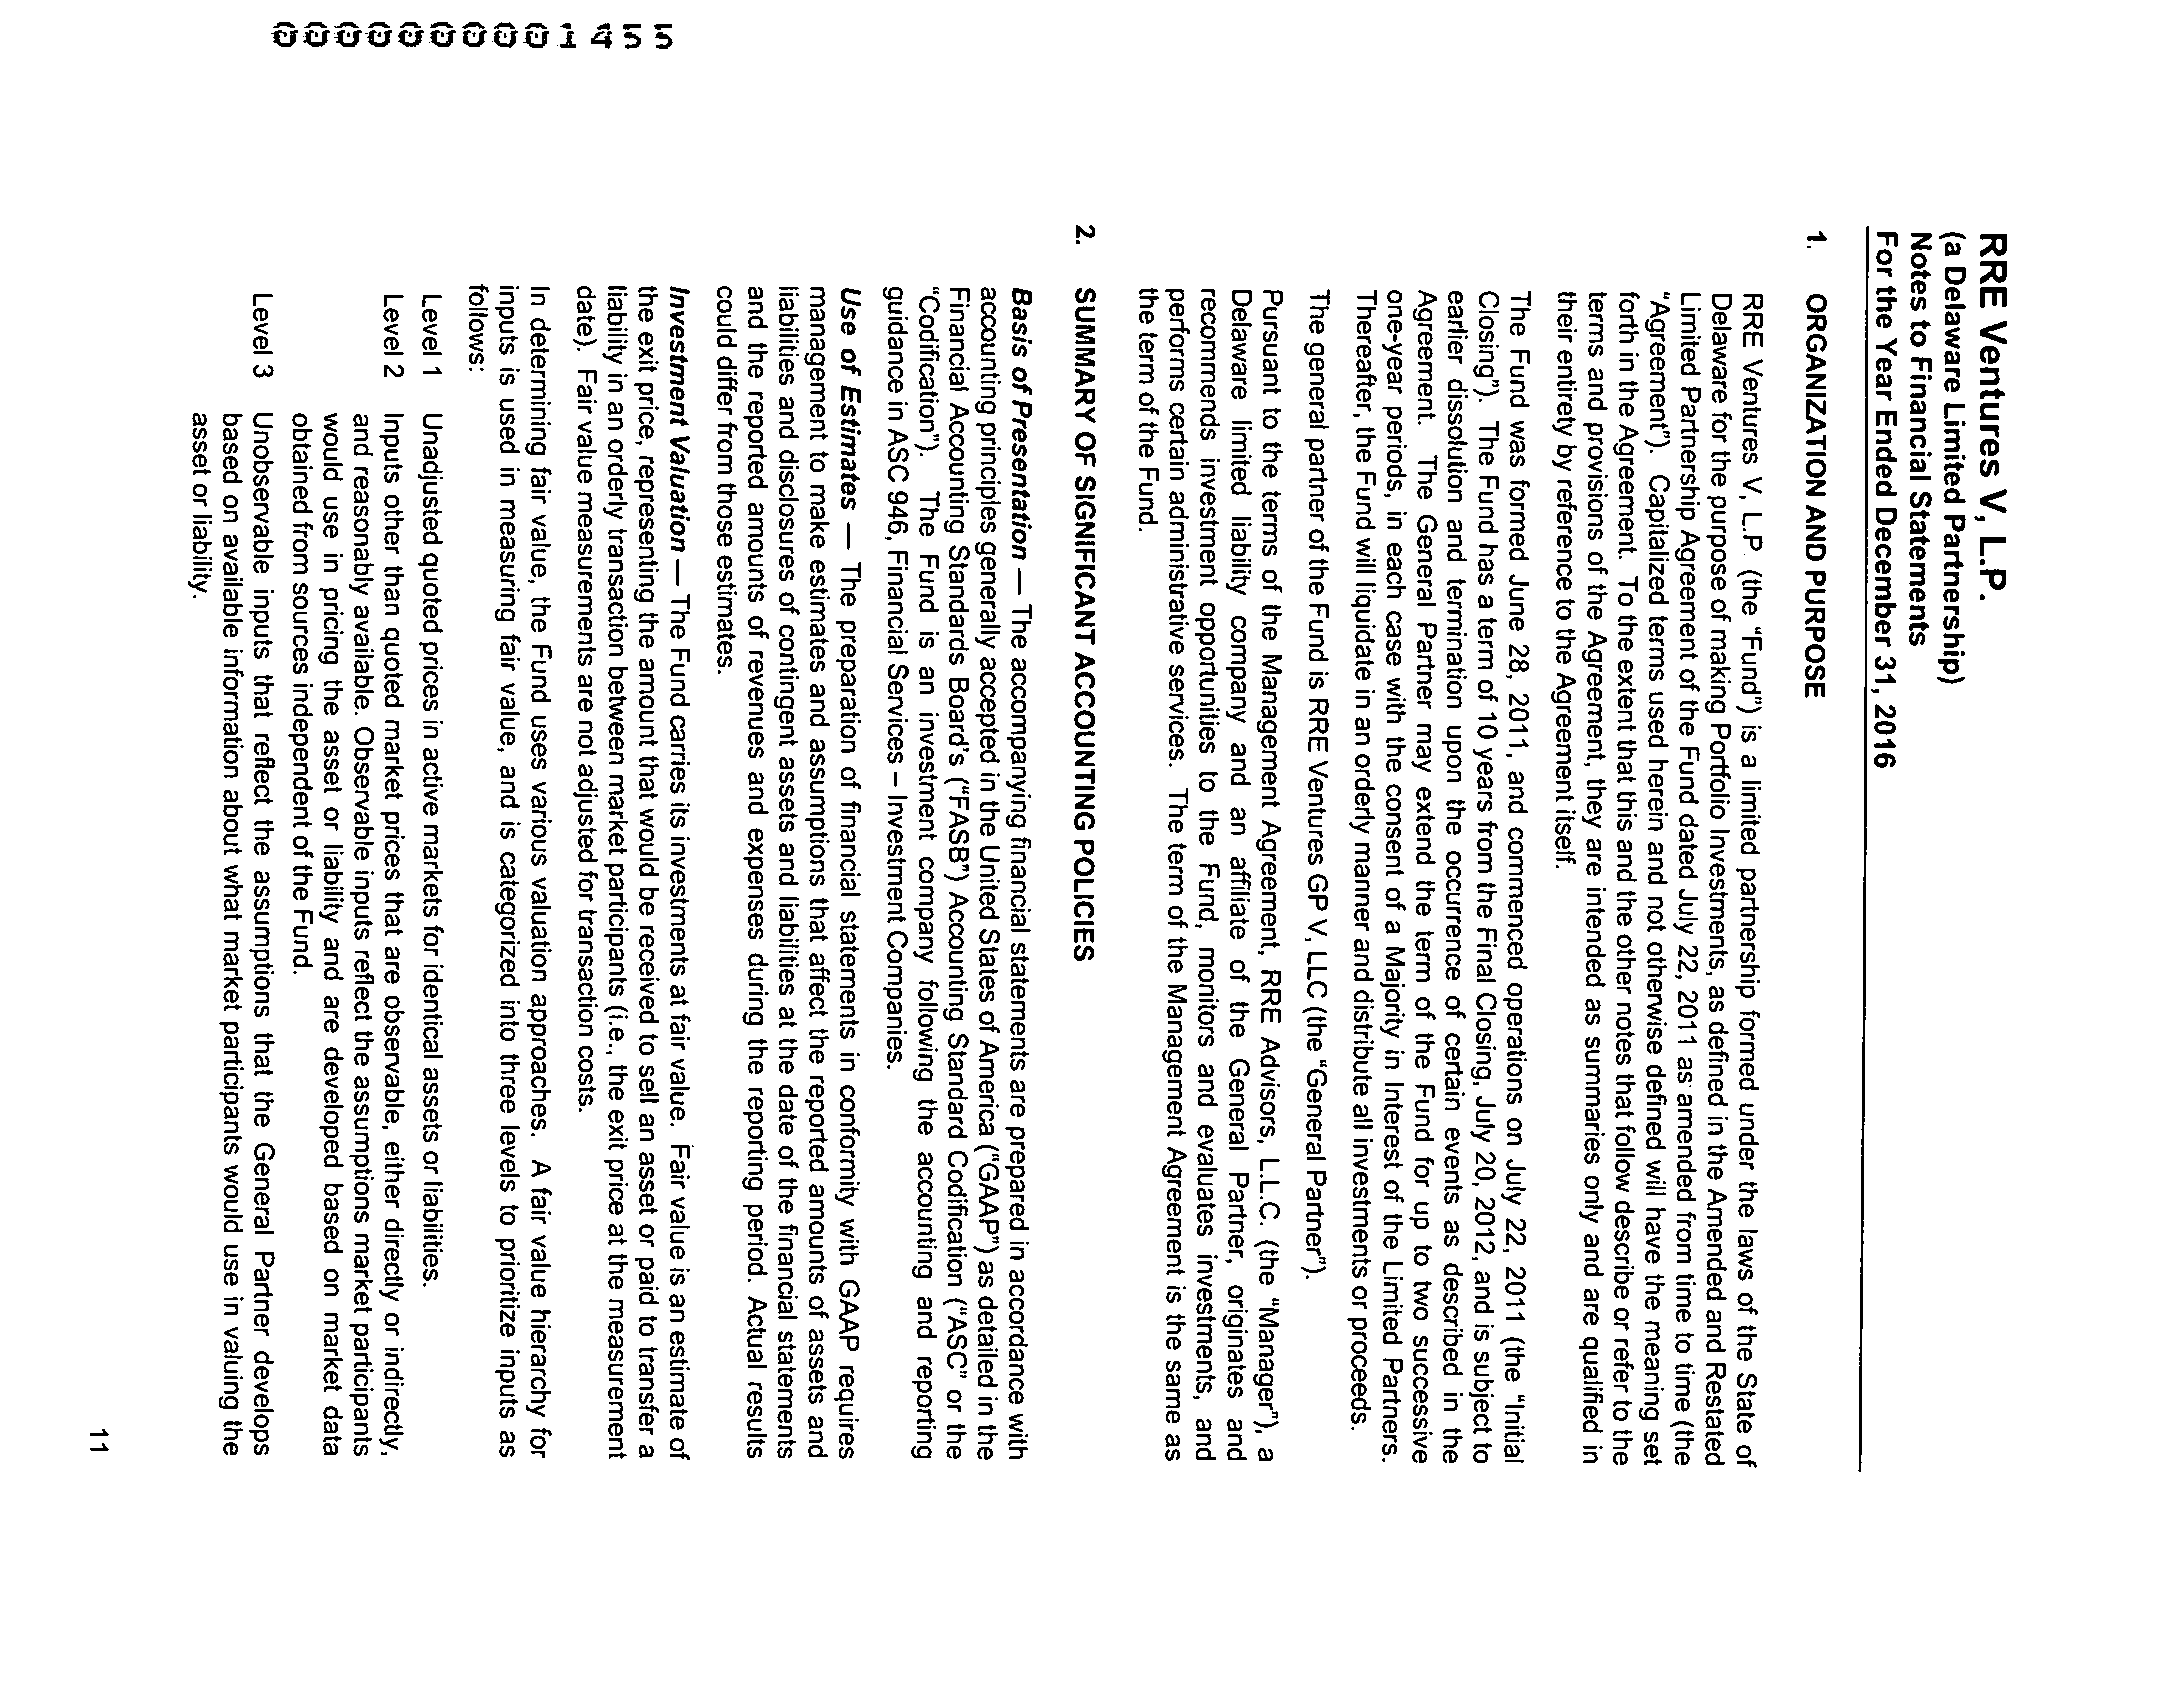 RRE Ventures V, L.P.
(a Delaware Limited Partnership)
Notes to Financial Statements
For the Year Ended December 31, 2016
1. ORGANIZATION AND PURPOSE
RRE Ventures V, L.P. (the "Fund") is a limited partnership formed under the laws of the State of
Delaware for the purpose of making Portfolio Investments, as defined in the Amended and Restated
Limited Partnership Agreement of the Fund dated July 22, 2011 as amended from time to time (the
"Agreement"). Capitalized terms used herein and not otherwise defined will have the meaning set
forth in the Agreement. To the extent that this and the other notes that follow describe or refer to the
terms and provisions of the Agreement, they are intended as summaries only and are qualified in
their entirety by reference to the Agreement itself.
The Fund was formed June 28, 2011, and commenced operations on July 22, 2011 (the "Initial
Closing"). The Fund has a term of 10 years from the Final Closing, July 20, 2012, and is subject to
earlier dissolution and termination upon the occurrence of certain events as described in the
Agreement. The General Partner may extend the term of the Fund for up to two successive
one-year periods, in each case with the consent of a Majority in Interest of the Limited Partners.
Thereafter, the Fund will liquidate in an orderly manner and distribute all investments or proceeds.
The general partner of the Fund is RRE Ventures GP V, LLC (the "General Partner").
Pursuant to the terms of the Management Agreement, RRE Advisors, L.L.C. (the "Manager"), a
Delaware limited liability company and an affiliate of the General Partner, originates and
recommends investment opportunities to the Fund, monitors and evaluates investments, and
performs certain administrative services. The term of the Management Agreement is the same as
the term of the Fund.
2. SUMMARY OF SIGNIFICANT ACCOUNTING POLICIES
Basis of Presentation — The accompanying financial statements are prepared in accordance with
accounting principles generally accepted in the United States of America ("GAAP") as detailed in the
Financial Accounting Standards Board's ("FASB") Accounting Standard Codification ("ASC" or the
"Codification"). The Fund is an investment company following the accounting and reporting
guidance in ASC 946, Financial Services – Investment Companies.
Use of Estimates — The preparation of financial statements in conformity with GAAP requires
management to make estimates and assumptions that affect the reported amounts of assets and
liabilities and disclosures of contingent assets and liabilities at the date of the financial statements
and the reported amounts of revenues and expenses during the reporting period. Actual results
could differ from those estimates.
Investment Valuation — The Fund carries its investments at fair value. Fair value is an estimate of
the exit price, representing the amount that would be received to sell an asset or paid to transfer a
liability in an orderly transaction between market participants (i.e., the exit price at the measurement
date). Fair value measurements are not adjusted for transaction costs.
In determining fair value, the Fund uses various valuation approaches. A fair value hierarchy for
inputs is used in measuring fair value, and is categorized into three levels to prioritize inputs as
follows:
Level 1 Unadjusted quoted prices in active markets for identical assets or liabilities.
Level 2 Inputs other than quoted market prices that are observable, either directly or indirectly,
and reasonably available. Observable inputs reflect the assumptions market participants
would use in pricing the asset or liability and are developed based on market data
obtained from sources independent of the Fund.
Level 3 Unobservable inputs that reflect the assumptions that the General Partner develops
based on available information about what market participants would use in valuing the
asset or liability.
11
0000000001455